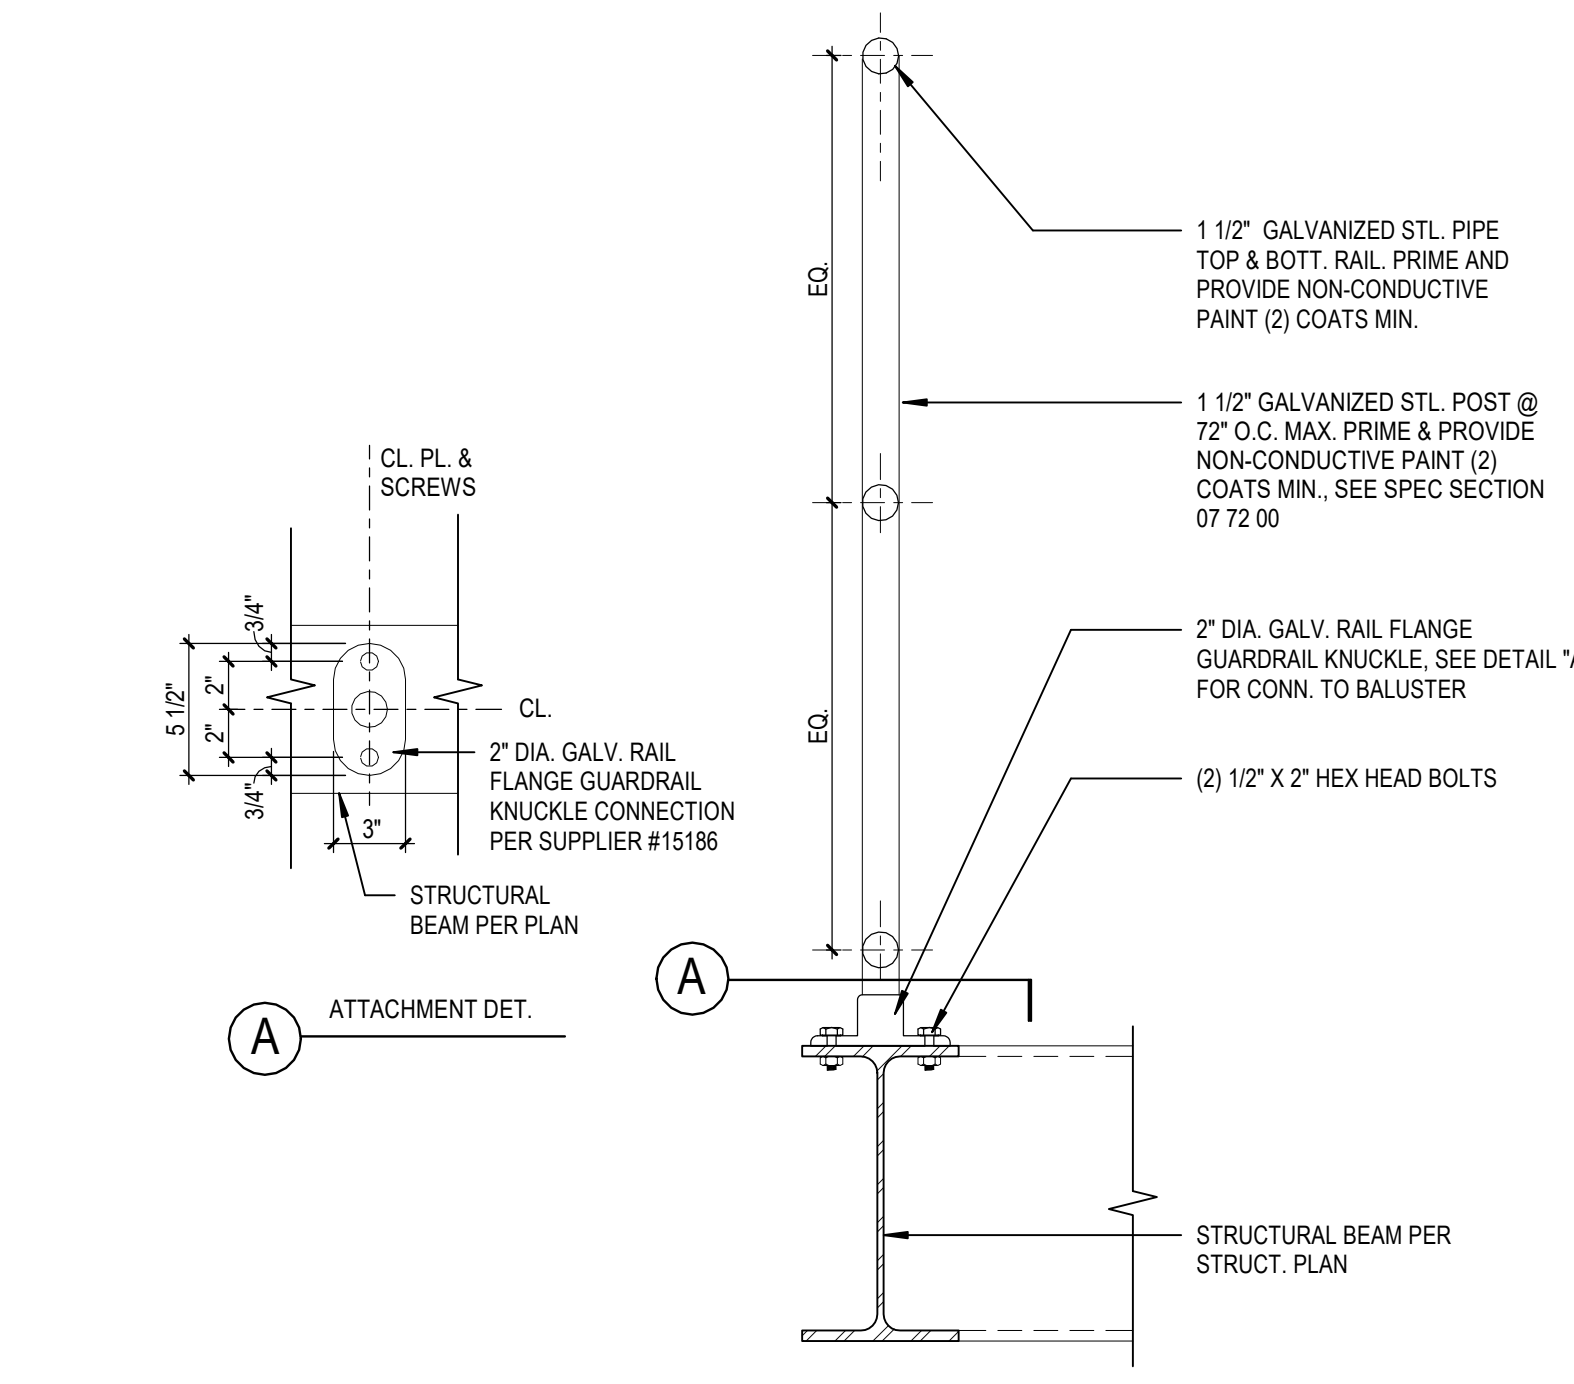 1 1/2" GALVANIZED STL. PIPE
TOP & BOTT. RAIL. PRIME AND
PROVIDE NON-CONDUCTIVE
PAINT (2) COATS MIN.
EQ.
1 1/2" GALVANIZED STL. POST @
72" O.C. MAX. PRIME & PROVIDE
NON-CONDUCTIVE PAINT (2)
COATS MIN., SEE SPEC SECTION
07 72 00
CL. PL. &
SCREWS
3/4"
2"
5 1/2"
2"
3/4"
3"
CL.
2" DIA. GALV. RAIL
FLANGE GUARDRAIL
KNUCKLE CONNECTION
PER SUPPLIER #15186
STRUCTURAL
BEAM PER PLAN
A
ATTACHMENT DET.
EQ.
2" DIA. GALV. RAIL FLANGE
GUARDRAIL KNUCKLE, SEE DETAIL "A
FOR CONN. TO BALUSTER
(2) 1/2" X 2" HEX HEAD BOLTS
A
STRUCTURAL BEAM PER
STRUCT. PLAN